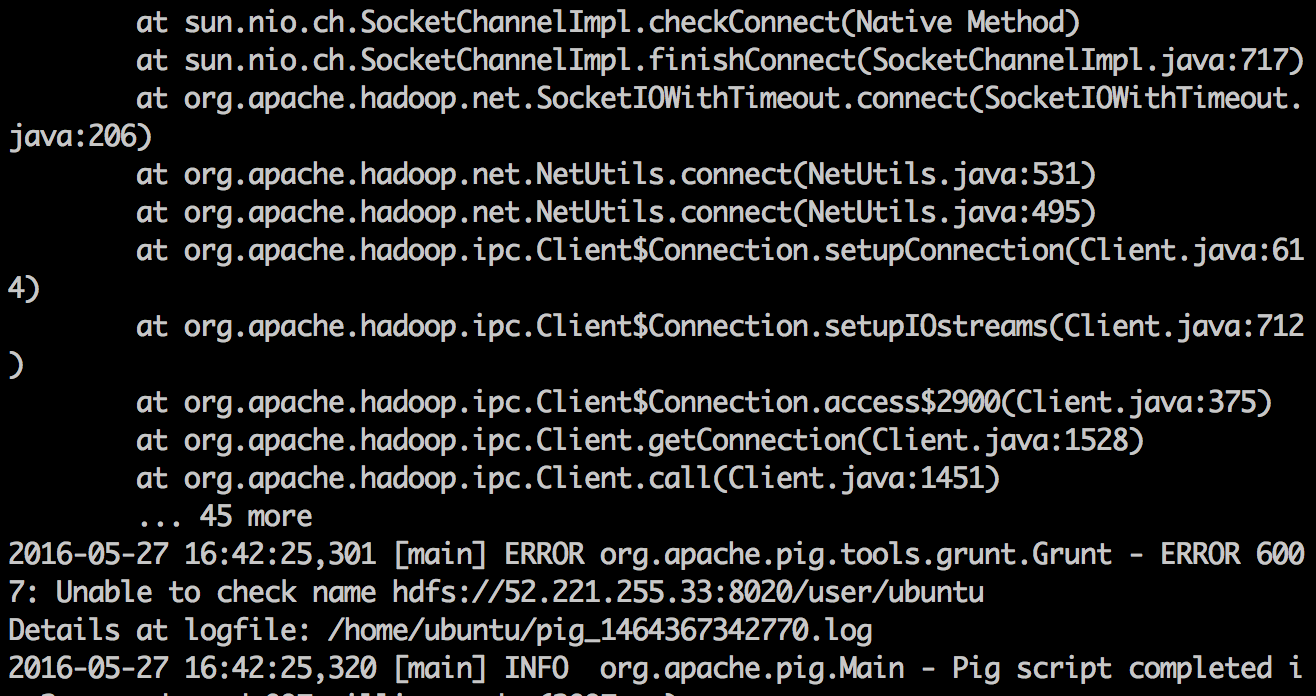 at sun.nio.ch.SocketChannelImpl.checkConnect(Native Method)
at sun.nio.ch.SocketChannelImpl.finishConnect(SocketChannelImpl.java:717)
at org.apache.hadoop.net.SocketIOWithTimeout.connect(SocketIOWithTimeout.
java:206)
at org.apache.hadoop.net.NetUtils.connect(NetUtils.java:531)
at org.apache.hadoop.net.NetUtils.connect(NetUtils.java:495)
at org.apache.hadoop.ipc.Client$Connection.setupConnection(Client.java:61
4)
at org.apache.hadoop.ipc.Client$Connection.setupIOstreams(Client.java:712
)
at org.apache.hadoop.ipc.Client$Connection.access$2900(Client.java:375)
at org.apache.hadoop.ipc.Client.getConnection(Client.java:1528)
at org.apache.hadoop.ipc.Client.call(Client.java:1451)
... 45 more
2016-05-27 16:42:25,301 [main] ERROR org.apache.pig.tools.grunt.Grunt - ERROR 600
7: Unable to check name hdfs://52.221.255.33:8020/user/ubuntu
Details at logfile: /home/ubuntu/pig_1464367342770.log
2016-05-27 16:42:25,320 [main] INFO  org.apache.pig.Main - Pig script completed i